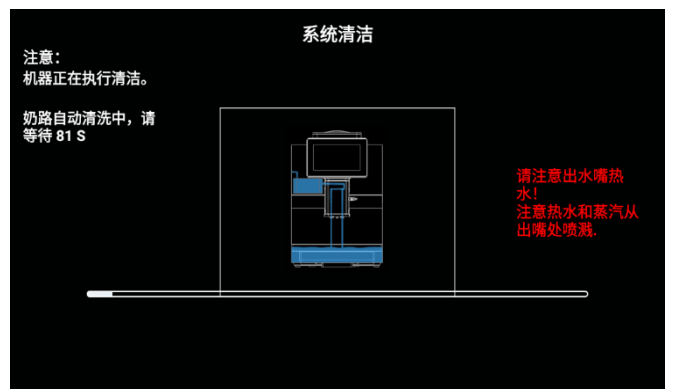 系统清洁
注意：
机器正在执行清洁。
奶路自动清洗中，请
等待 81 S
请注意出水嘴热
水！
注意热水和蒸汽从
出嘴处喷溅.